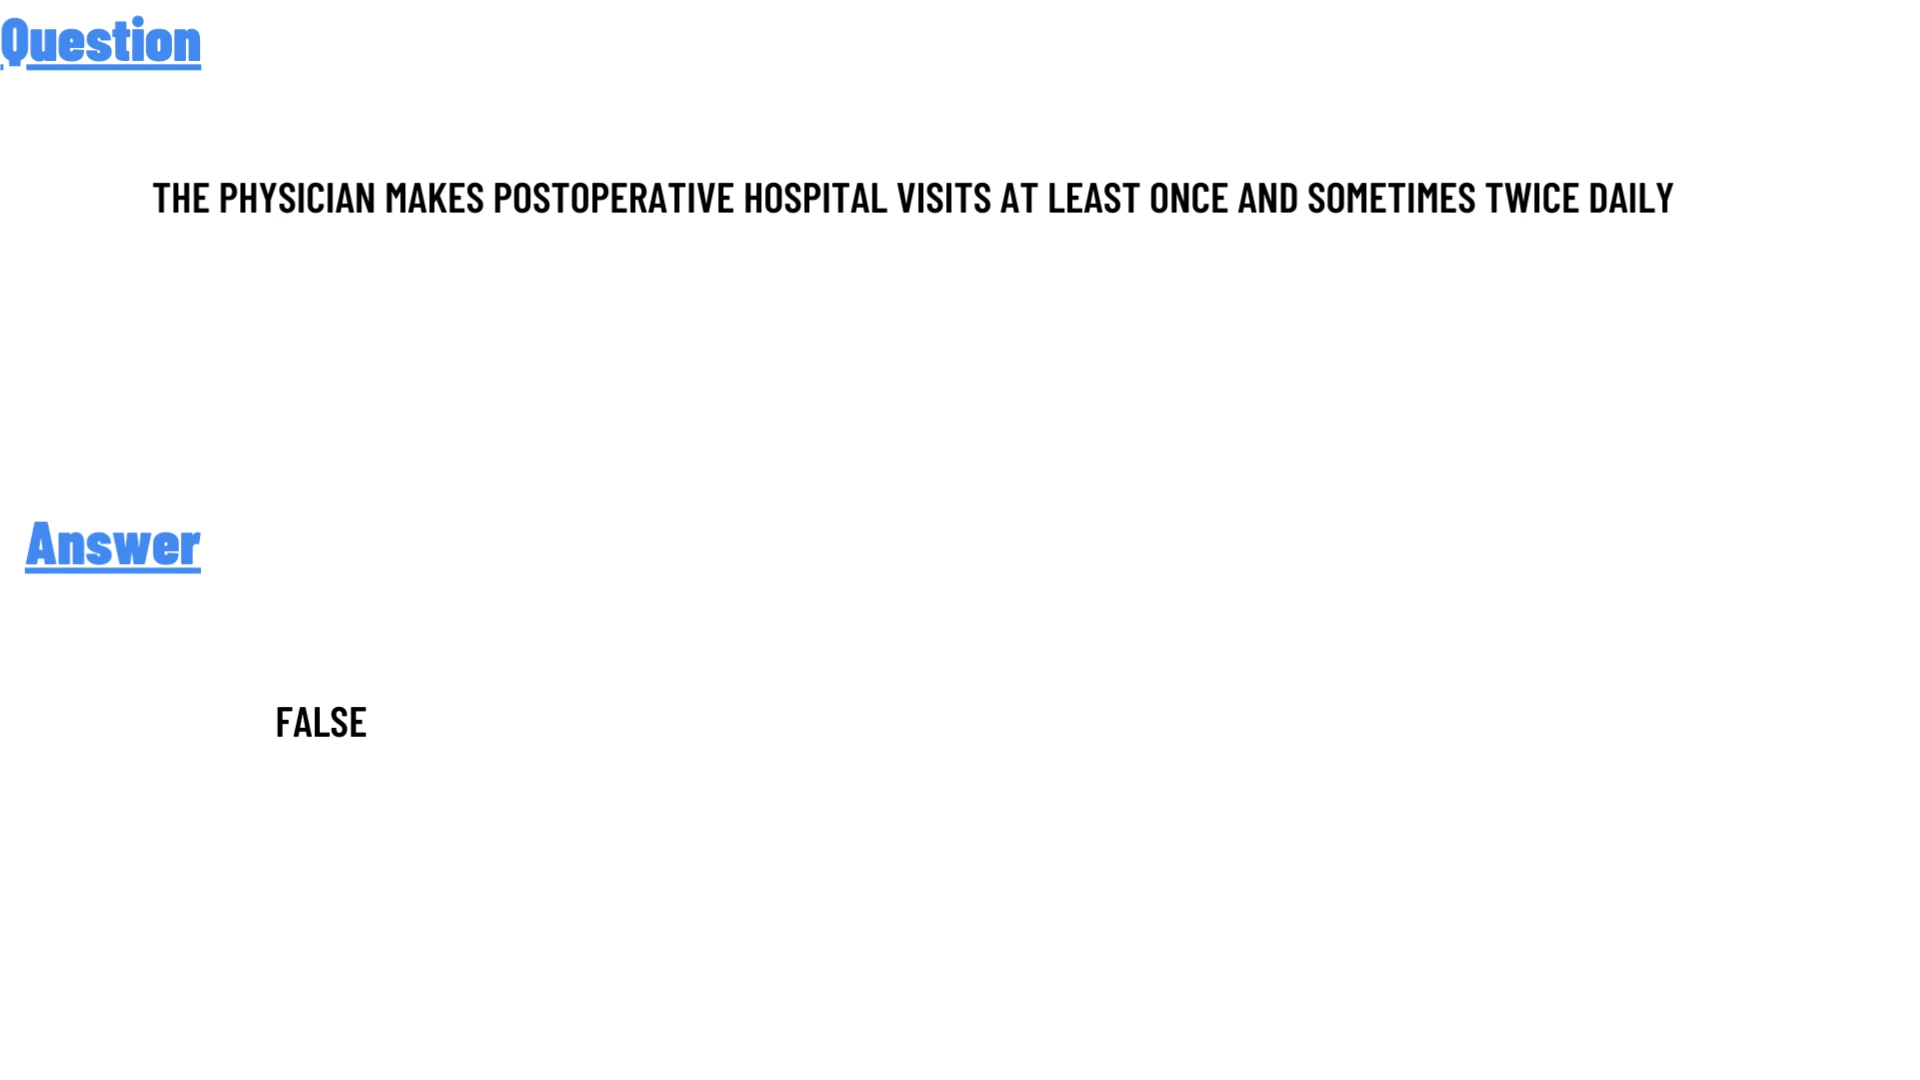 Question
THE PHYSICIAN MAKES POSTOPERATIVE HOSPITAL VISITS AT LEAST ONCE AND SOMETIMES TWICE DAILY
Answer
FALSE